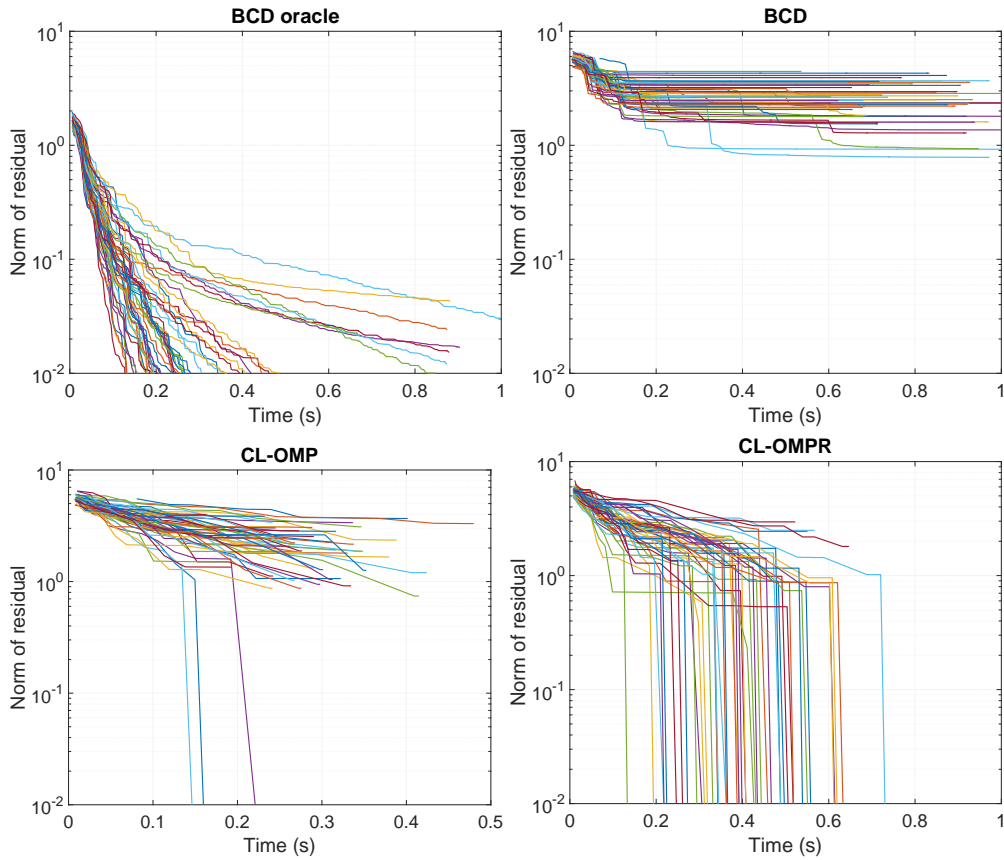 BCD oracle
10^1
10^0
10^-1
10^-2
Norm of residual
0 0.2 0.4 0.6 0.8 1
Time (s)
BCD
10^1
10^0
10^-1
10^-2
Norm of residual
0 0.2 0.4 0.6 0.8 1
Time (s)
CL-OMP
10^1
10^0
10^-1
10^-2
Norm of residual
0 0.1 0.2 0.3 0.4 0.5
Time (s)
CL-OMPR
10^1
10^0
10^-1
10^-2
Norm of residual
0 0.2 0.4 0.6 0.8 1
Time (s)